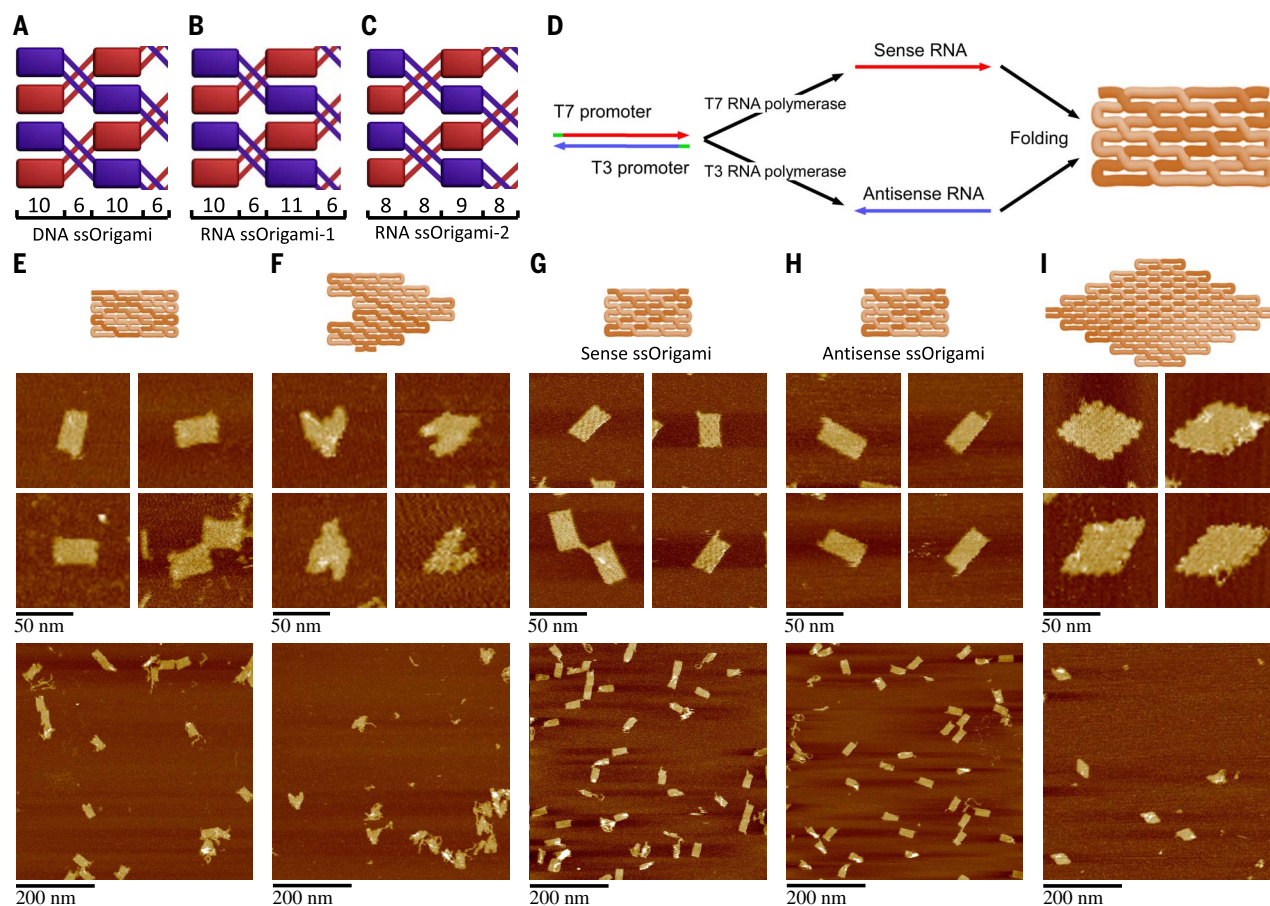 A
B
C
D
10 6 10 6
DNA ssOrigami
10 6 11 6
RNA ssOrigami-1
8 8 9 8
RNA ssOrigami-2
T7 promoter
T3 promoter
T7 RNA polymerase
T3 RNA polymerase
Sense RNA
Antisense RNA
Folding
E
F
G
H
I
Sense ssOrigami
Antisense ssOrigami
50 nm
50 nm
50 nm
50 nm
50 nm
200 nm
200 nm
200 nm
200 nm
200 nm